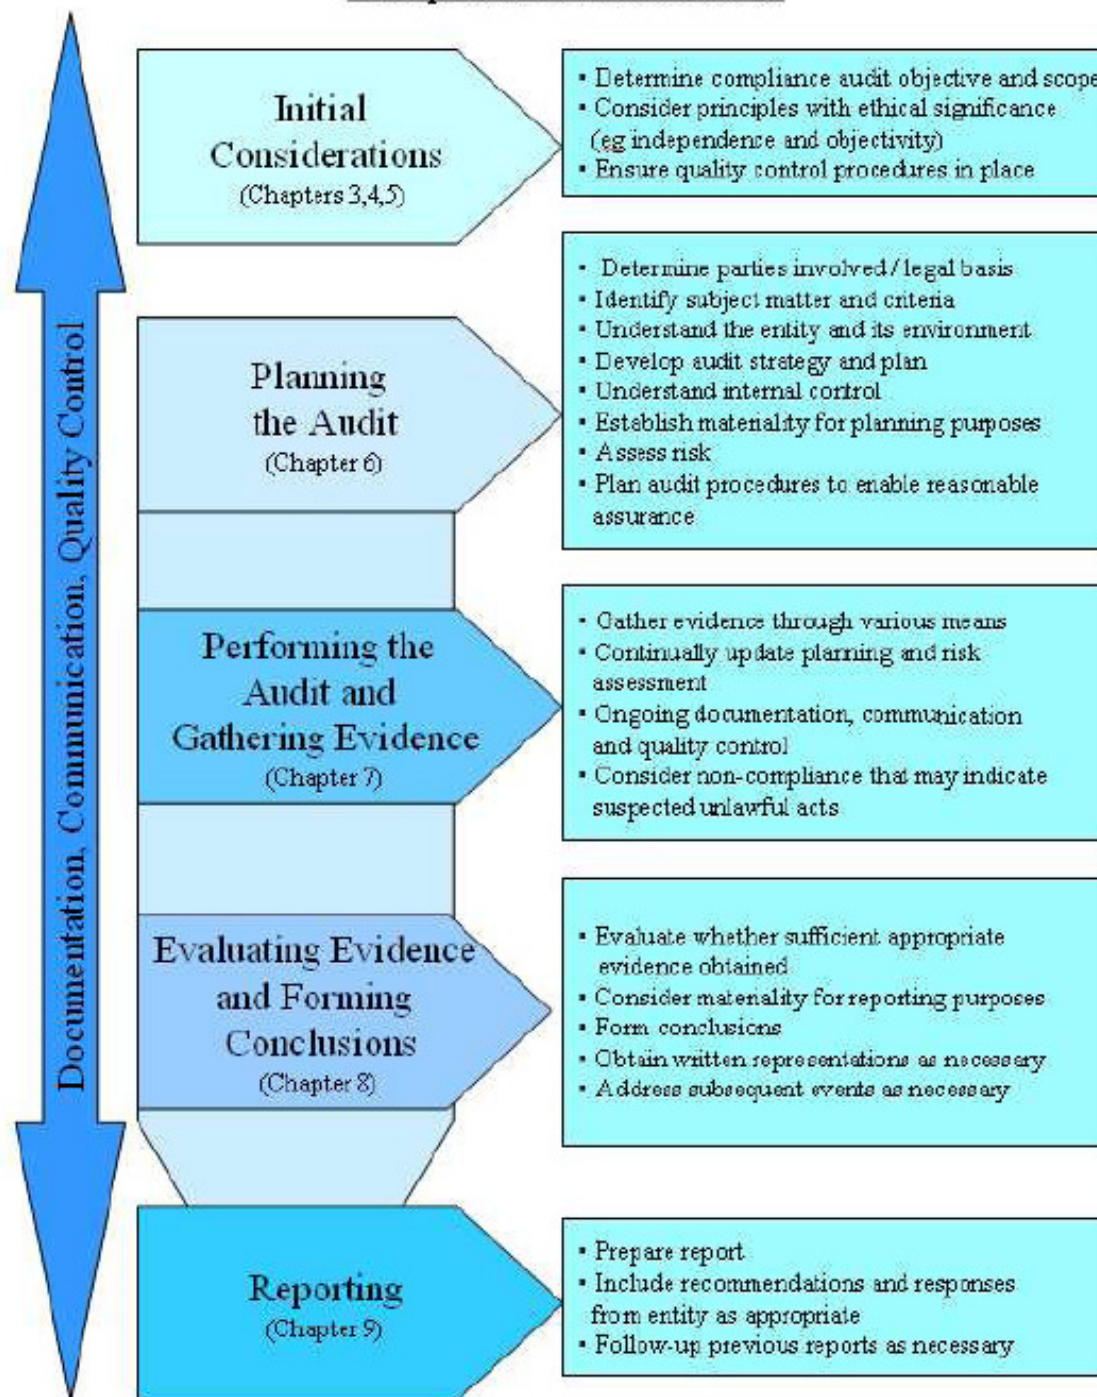 Documentation, Communication, Quality Control
Initial
Considerations
(Chapters 3,4,5)
▪ Determine compliance audit objective and scope
▪ Consider principles with ethical significance
(eg independence and objectivity)
▪ Ensure quality control procedures in place
Planning
the Audit
(Chapter 6)
▪ Determine parties involved / legal basis
▪ Identify subject matter and criteria
▪ Understand the entity and its environment
▪ Develop audit strategy and plan
▪ Understand internal control
▪ Establish materiality for planning purposes
▪ Assess risk
▪ Plan audit procedures to enable reasonable
assurance
Performing the
Audit and
Gathering Evidence
(Chapter 7)
▪ Gather evidence through various means
▪ Continually update planning and risk
assessment
▪ Ongoing documentation, communication
and quality control
▪ Consider non-compliance that may indicate
suspected unlawful acts
Evaluating Evidence
and Forming
Conclusions
(Chapter 8)
▪ Evaluate whether sufficient appropriate
evidence obtained
▪ Consider materiality for reporting purposes
▪ Form conclusions
▪ Obtain written representations as necessary
▪ Address subsequent events as necessary
Reporting
(Chapter 9)
▪ Prepare report
▪ Include recommendations and responses
from entity as appropriate
▪ Follow-up previous reports as necessary